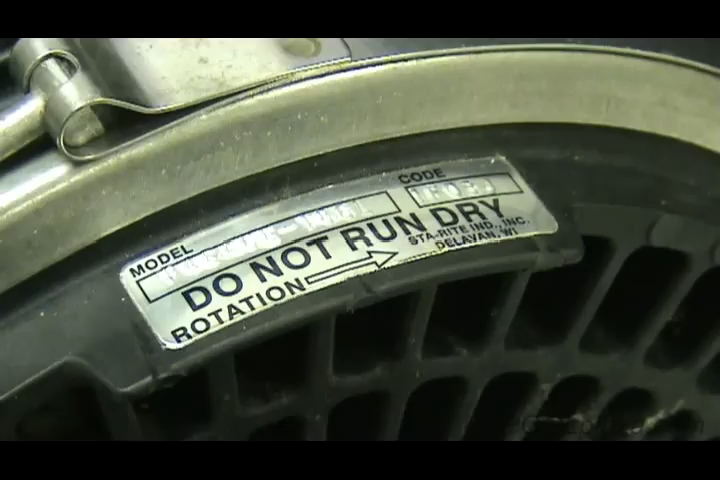 MODEL
CODE
DO NOT RUN DRY
STA-RITE IND., INC.
DELAVAN, WI
ROTATION